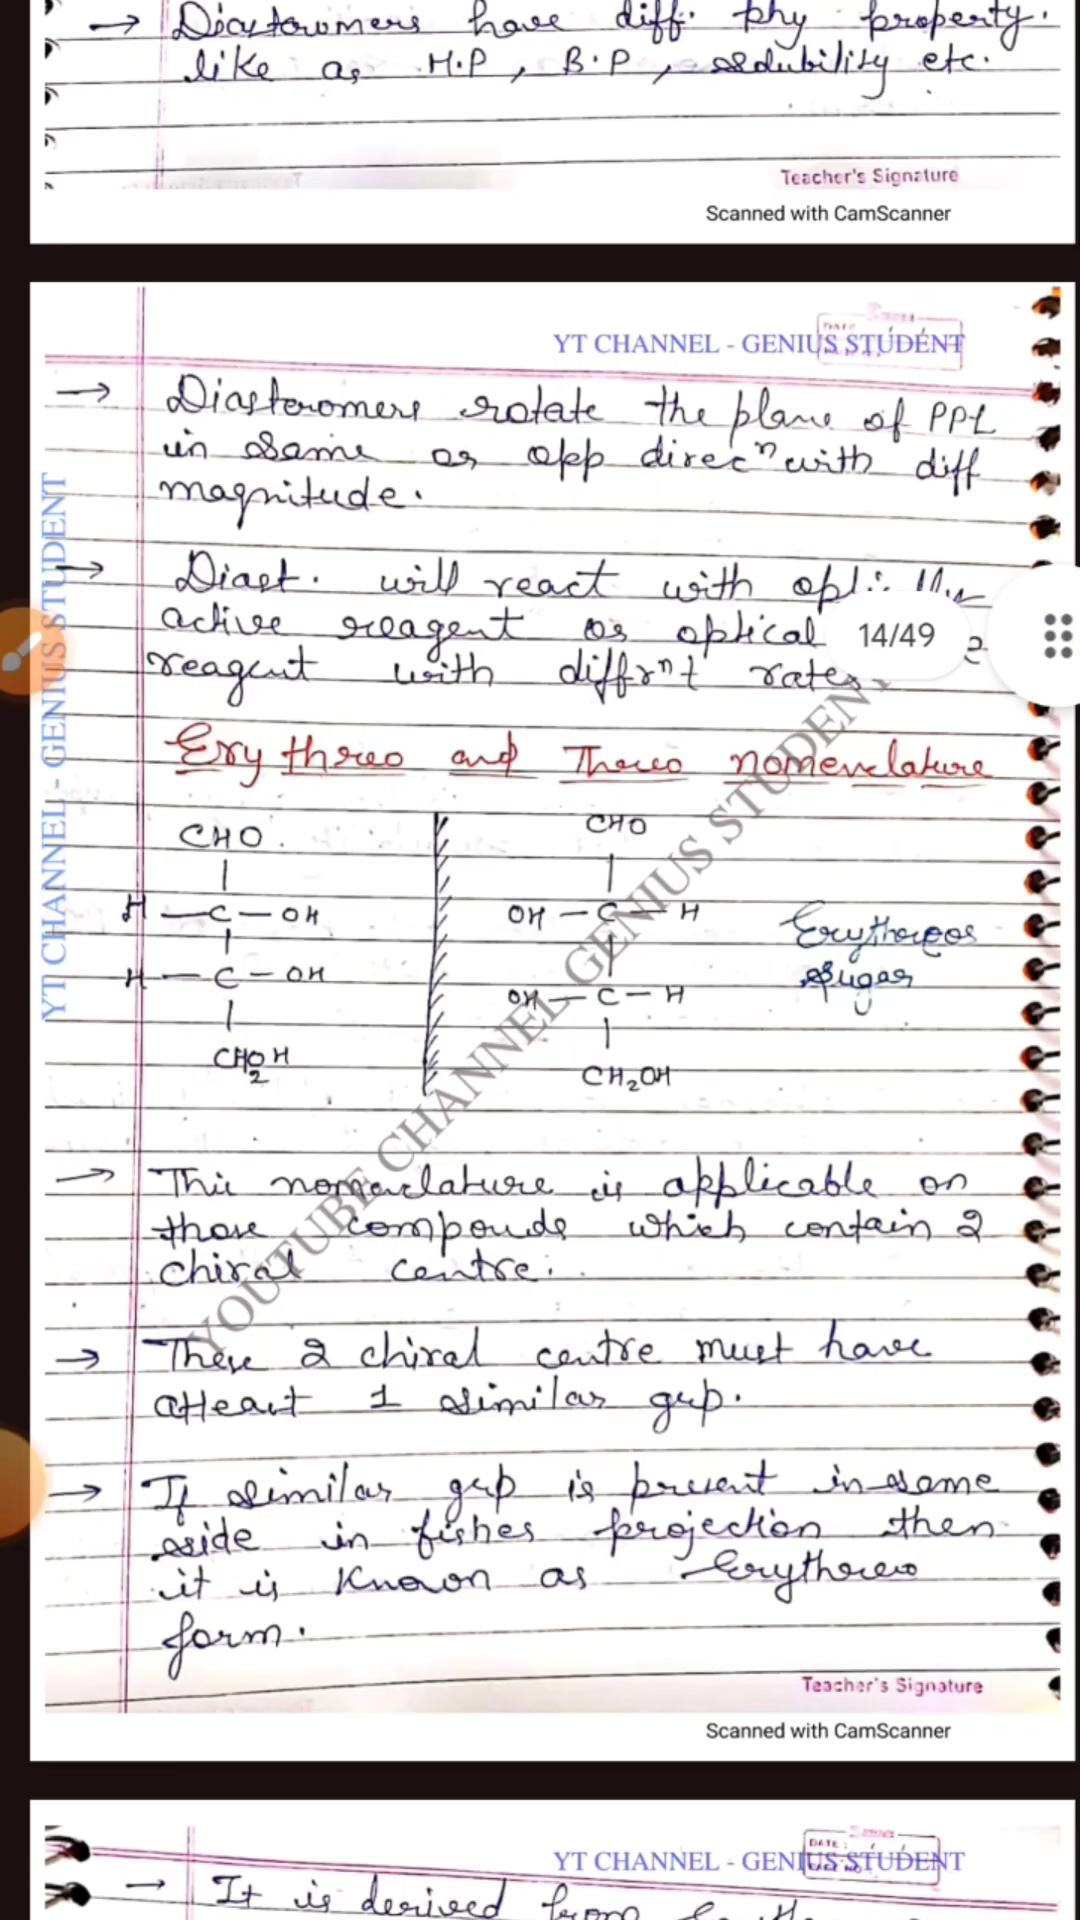 → Diasteromers have diff. phy property.
like as M.P, B.P, solubility etc.
Teacher's Signature
Scanned with CamScanner
YT CHANNEL - GENIUS STUDENT
→ Diasteromers rotate the plane of PPL
in same or opp direcⁿ with diff
magnitude.
YT CHANNEL - GENIUS STUDENT
→ Diast. will react with
active reagent or optical
14/49
reagent with diffrnt rates
Erythreo and Threo nomenclature
CHO
H — C — OH
H — C — OH
CH₂OH
CHO
OH — C — H
OH — C — H
CH₂OH
Erythreos
sugar
YOUTUBE CHANNEL GENIUS STUDENT
→ This nomenclature is applicable on
those compounds which contain 2
chiral centre.
→ These 2 chiral centre must have
atleast 1 similar grp.
→ If similar grp is present in same
side in fisher projection then
it is known as Erythreo
form.
Teacher's Signature
Scanned with CamScanner
DATE :
YT CHANNEL - GENIUS STUDENT
→ It is derived from